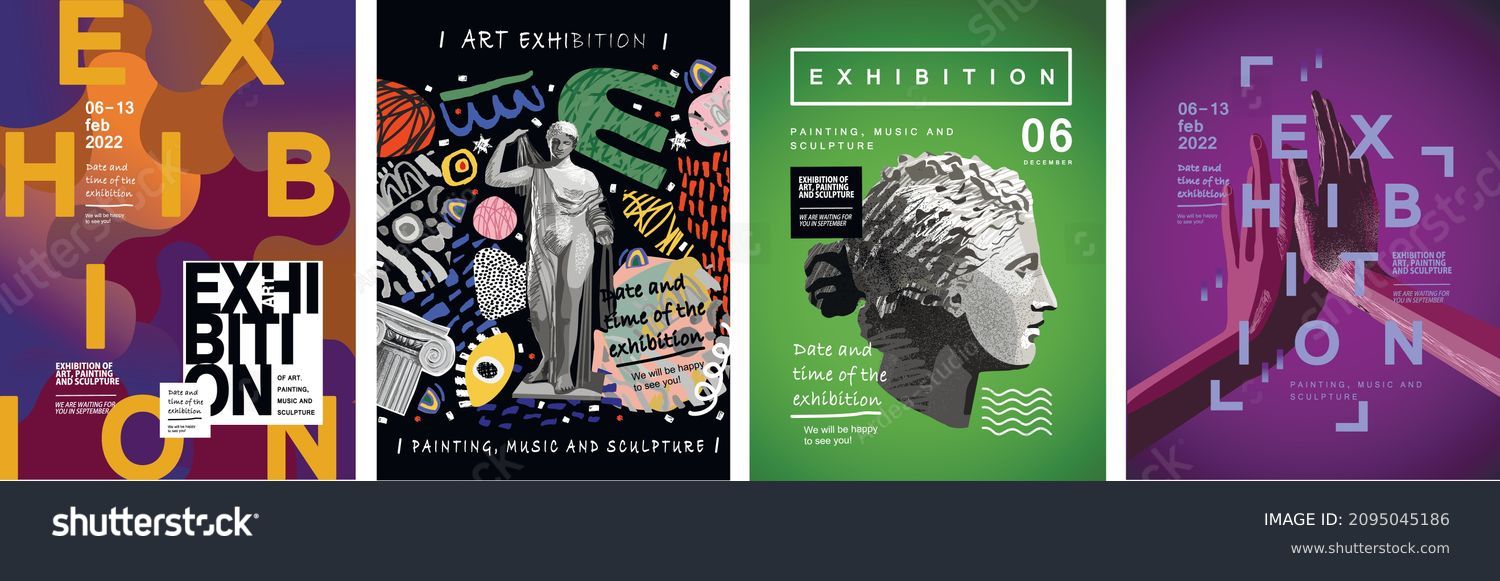 EX
06–13
feb
2022
Date and
time of the
exhibition
We will be happy
to see you!
HIB
I
EXHIBITION OF
ART, PAINTING
AND SCULPTURE
WE ARE WAITING FOR
YOU IN SEPTEMBER
EXHI
ART
BITI
ON
OF ART,
PAINTING,
MUSIC AND
SCULPTURE
Date and
time of the
exhibition
We will be happy
to see you!
ION
| ART EXHIBITION |
Date and
time of the
exhibition
We will be happy
to see you!
| PAINTING, MUSIC AND SCULPTURE |
EXHIBITION
PAINTING, MUSIC AND
SCULPTURE
06
DECEMBER
EXHIBITION OF
ART, PAINTING
AND SCULPTURE
WE ARE WAITING FOR
YOU IN SEPTEMBER
Date and
time of the
exhibition
We will be happy
to see you!
06–13
feb
2022
Date and
time of the
exhibition
We will be happy
to see you!
EX
HIB
IT
ION
EXHIBITION OF
ART, PAINTING
AND SCULPTURE
WE ARE WAITING FOR
YOU IN SEPTEMBER
PAINTING, MUSIC AND
SCULPTURE
shutterstock
IMAGE ID: 2095045186
www.shutterstock.com